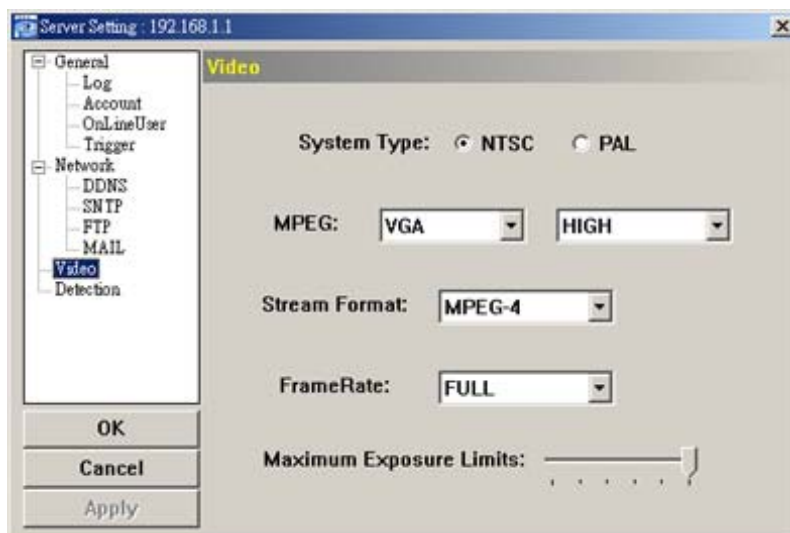 Server Setting : 192.168.1.1
General
Log
Account
OnLineUser
Trigger
Network
DDNS
SNTP
FTP
MAIL
Video
Detection
OK
Cancel
Apply
Video
System Type: NTSC PAL
MPEG: VGA HIGH
Stream Format: MPEG-4
FrameRate: FULL
Maximum Exposure Limits: